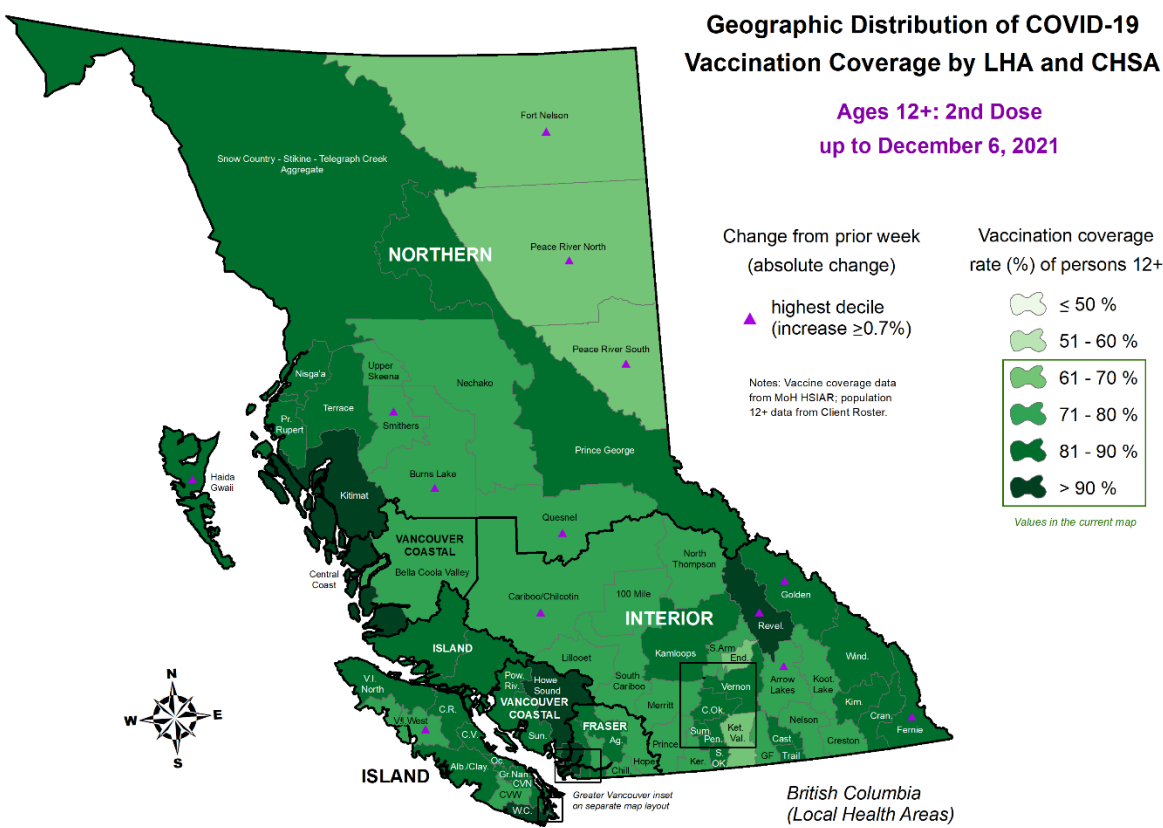 Geographic Distribution of COVID-19
Vaccination Coverage by LHA and CHSA
Ages 12+: 2nd Dose
up to December 6, 2021
Change from prior week
(absolute change)
highest decile
(increase ≥0.7%)
Notes: Vaccine coverage data
from MoH HSIAR; population
12+ data from Client Roster.
Vaccination coverage
rate (%) of persons 12+
≤ 50 %
51 - 60 %
61 - 70 %
71 - 80 %
81 - 90 %
> 90 %
Values in the current map
Fort Nelson
Snow Country - Stikine - Telegraph Creek
Aggregate
NORTHERN
Peace River North
Peace River South
Nisga'a
Upper
Skeena
Nechako
Terrace
Pr.
Rupert
Smithers
Prince George
Haida
Gwaii
Kitimat
Burns Lake
Quesnel
VANCOUVER
COASTAL
Bella Coola Valley
Central
Coast
North
Thompson
Cariboo/Chilcotin
100 Mile
INTERIOR
Golden
Revel.
ISLAND
Kamloops
S.Arm
End.
Lillooet
Wind.
V.I.
North
Pow.
Riv.
Howe
Sound
South
Cariboo
Vernon
Arrow
Lakes
Koot.
Lake
VANCOUVER
COASTAL
C.R.
V.I. West
Merritt
C.Ok.
Kim.
Cran.
Fernie
FRASER
Ag.
Sum.
Pen.
Ket.
Val.
Nelson
Creston
Sun.
C.V.
Prince
Cast.
Hope
Ker.
S.
OK
GF
Trail
Chill.
Alb./Clay.
Oc.
Gr.Nan.
CVN
CVW
W.C.
ISLAND
Greater Vancouver inset
on separate map layout
N
W
E
S
British Columbia
(Local Health Areas)